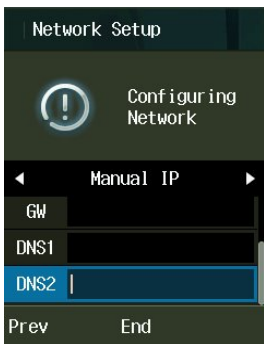 Network Setup
Configuring
Network
Manual IP
GW
DNS1
DNS2
Prev End